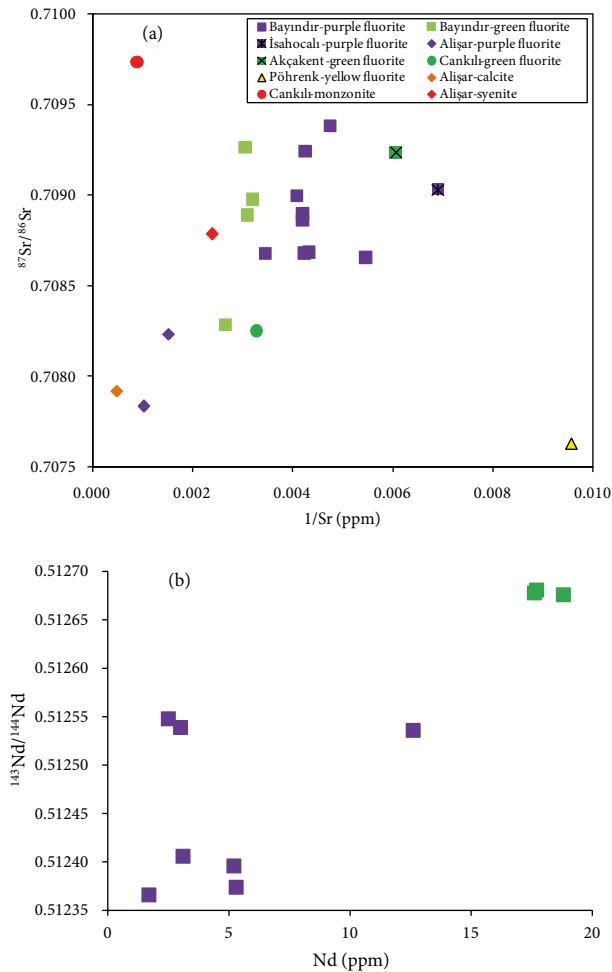 0.7100
(a)
Bayındır-purple fluorite
Bayındır-green fluorite
İsahocalı-purple fluorite
Alişar-purple fluorite
Akçakent-green fluorite
Cankılı-green fluorite
Pöhrenk-yellow fluorite
Alişar-calcite
Cankılı-monzonite
Alişar-syenite
0.7095
0.7090
0.7085
0.7080
0.7075
⁸⁷Sr/⁸⁶Sr
0.000 0.002 0.004 0.006 0.008 0.010
1/Sr (ppm)
0.51270
(b)
0.51265
0.51260
0.51255
0.51250
0.51245
0.51240
0.51235
¹⁴³Nd/¹⁴⁴Nd
0 5 10 15 20
Nd (ppm)